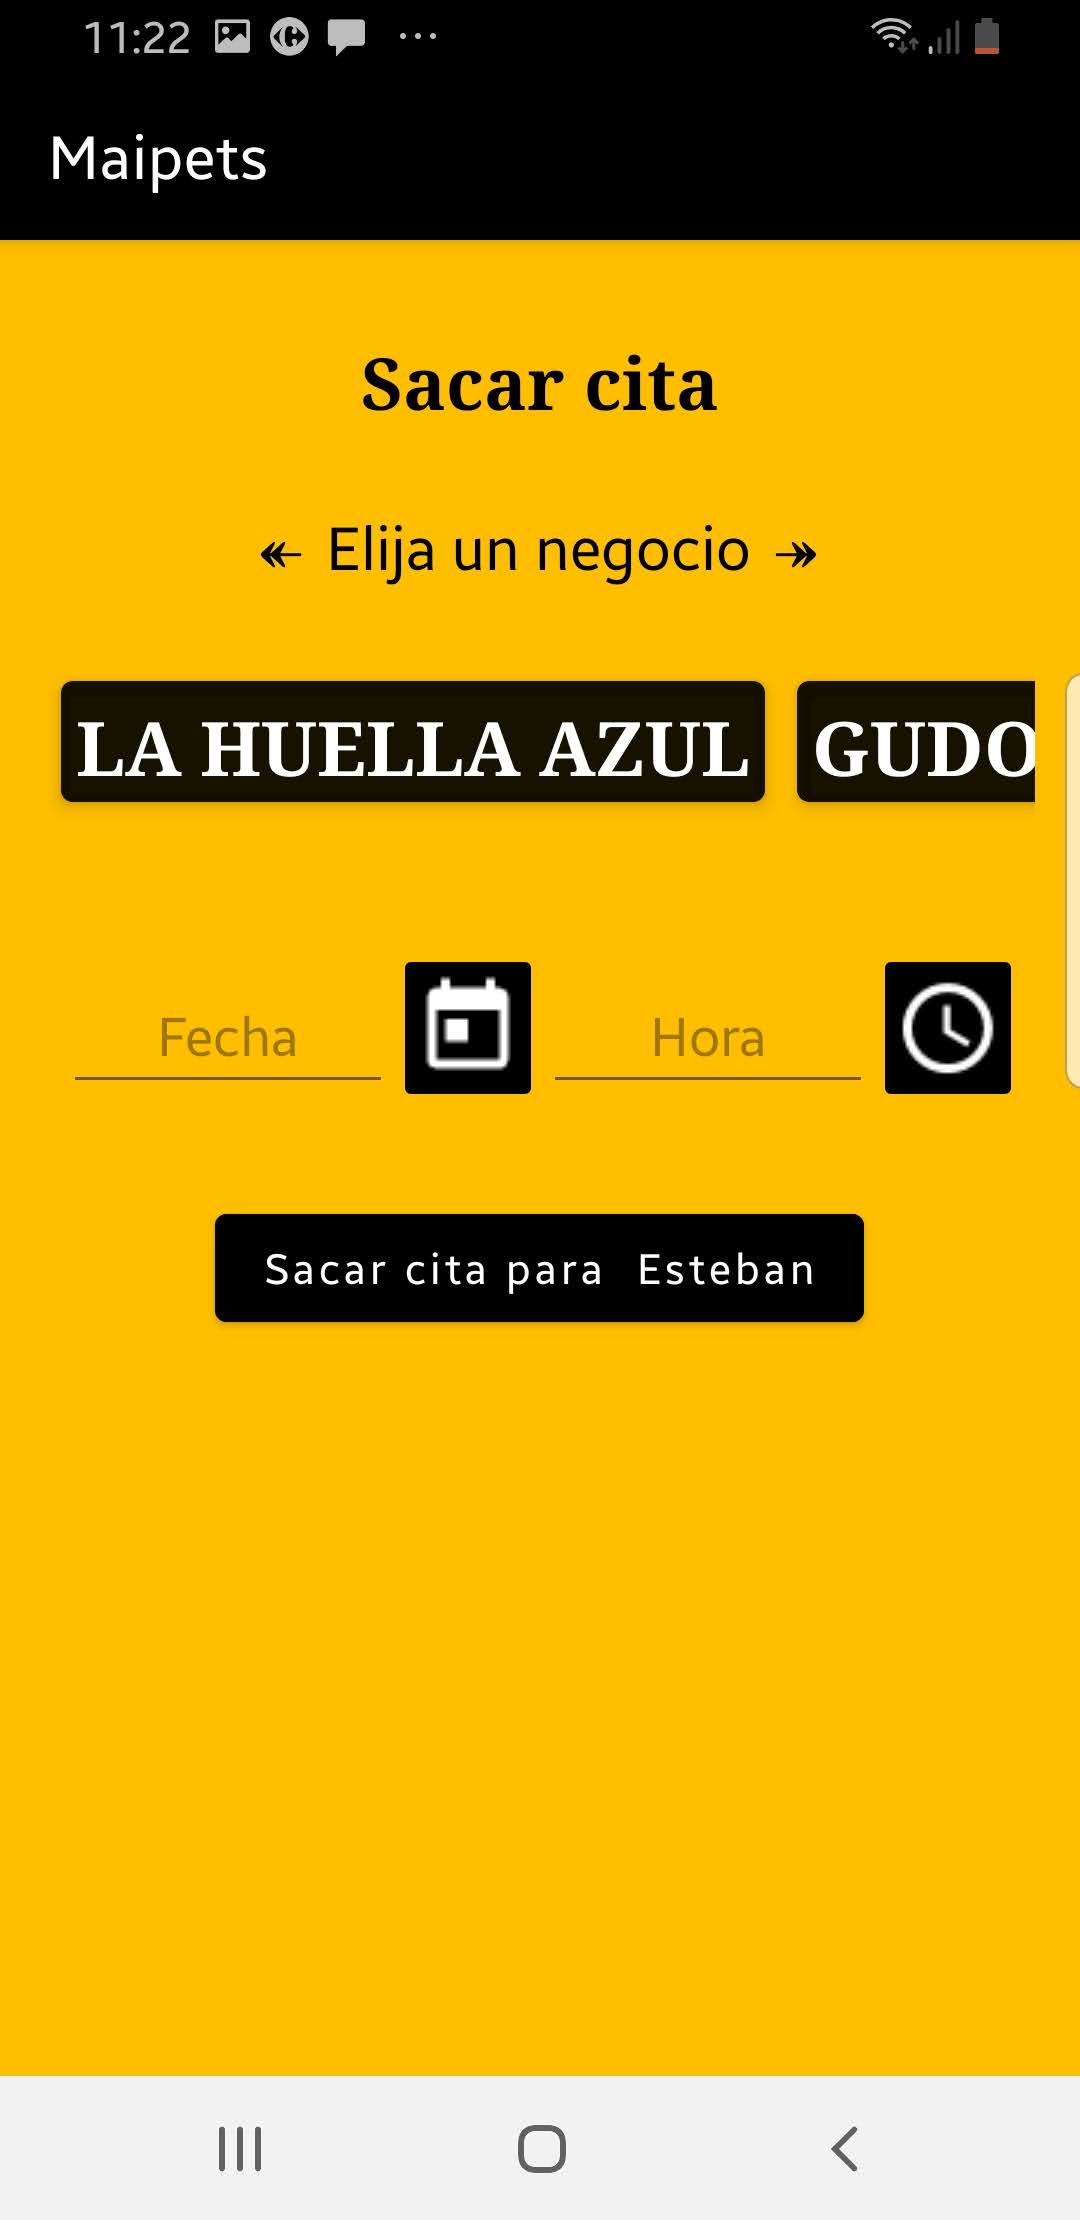 11:22
Maipets
Sacar cita
↞ Elija un negocio ↠
LA HUELLA AZUL GUDO
Fecha Hora
Sacar cita para  Esteban